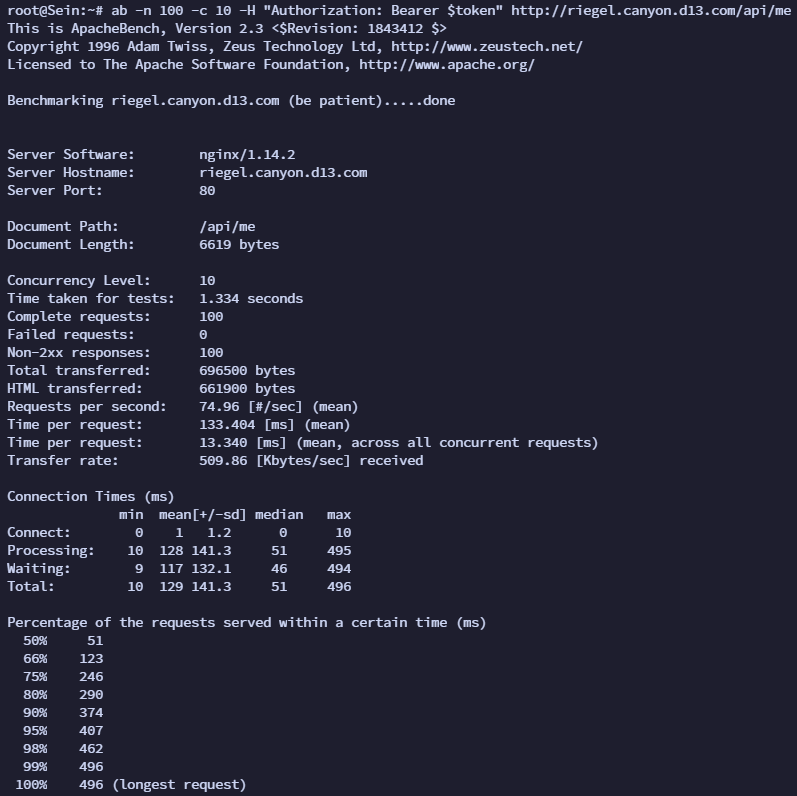 root@Sein:~# ab -n 100 -c 10 -H "Authorization: Bearer $token" http://riegel.canyon.d13.com/api/me
This is ApacheBench, Version 2.3 <$Revision: 1843412 $>
Copyright 1996 Adam Twiss, Zeus Technology Ltd, http://www.zeustech.net/
Licensed to The Apache Software Foundation, http://www.apache.org/

Benchmarking riegel.canyon.d13.com (be patient).....done


Server Software:        nginx/1.14.2
Server Hostname:        riegel.canyon.d13.com
Server Port:            80

Document Path:          /api/me
Document Length:        6619 bytes

Concurrency Level:      10
Time taken for tests:   1.334 seconds
Complete requests:      100
Failed requests:        0
Non-2xx responses:      100
Total transferred:      696500 bytes
HTML transferred:       661900 bytes
Requests per second:    74.96 [#/sec] (mean)
Time per request:       133.404 [ms] (mean)
Time per request:       13.340 [ms] (mean, across all concurrent requests)
Transfer rate:          509.86 [Kbytes/sec] received

Connection Times (ms)
              min  mean[+/-sd] median   max
Connect:        0    1   1.2      0      10
Processing:    10  128 141.3     51     495
Waiting:        9  117 132.1     46     494
Total:         10  129 141.3     51     496

Percentage of the requests served within a certain time (ms)
  50%     51
  66%    123
  75%    246
  80%    290
  90%    374
  95%    407
  98%    462
  99%    496
 100%    496 (longest request)